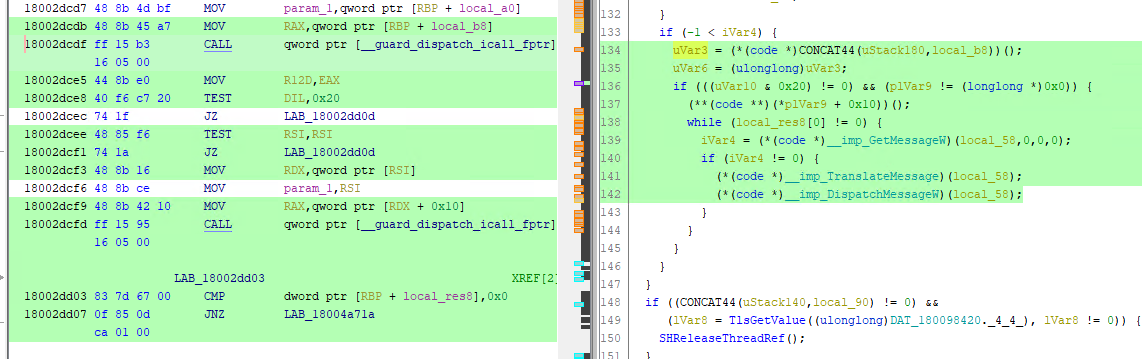 18002dcd7 48 8b 4d bf MOV param_1,qword ptr [RBP + local_a0]
18002dcdb 48 8b 45 a7 MOV RAX,qword ptr [RBP + local_b8]
18002dcdf ff 15 b3 CALL qword ptr [__guard_dispatch_icall_fptr]
16 05 00
18002dce5 44 8b e0 MOV R12D,EAX
18002dce8 40 f6 c7 20 TEST DIL,0x20
18002dcec 74 1f JZ LAB_18002dd0d
18002dcee 48 85 f6 TEST RSI,RSI
18002dcf1 74 1a JZ LAB_18002dd0d
18002dcf3 48 8b 16 MOV RDX,qword ptr [RSI]
18002dcf6 48 8b ce MOV param_1,RSI
18002dcf9 48 8b 42 10 MOV RAX,qword ptr [RDX + 0x10]
18002dcfd ff 15 95 CALL qword ptr [__guard_dispatch_icall_fptr]
16 05 00
LAB_18002dd03 XREF[2]
18002dd03 83 7d 67 00 CMP dword ptr [RBP + local_res8],0x0
18002dd07 0f 85 0d JNZ LAB_18004a71a
ca 01 00
132 }
133 if (-1 < iVar4) {
134 uVar3 = (*(code *)CONCAT44(uStack180,local_b8))();
135 uVar6 = (ulonglong)uVar3;
136 if (((uVar10 & 0x20) != 0) && (plVar9 != (longlong *)0x0)) {
137 (**(code **)(*plVar9 + 0x10))();
138 while (local_res8[0] != 0) {
139 iVar4 = (*(code *)__imp_GetMessageW)(local_58,0,0,0);
140 if (iVar4 != 0) {
141 (*(code *)__imp_TranslateMessage)(local_58);
142 (*(code *)__imp_DispatchMessageW)(local_58);
143 }
144 }
145 }
146 }
147 }
148 if ((CONCAT44(uStack140,local_90) != 0) &&
149 (lVar8 = TlsGetValue((ulonglong)DAT_180098420._4_4_), lVar8 != 0)) {
150 SHReleaseThreadRef();
151 }